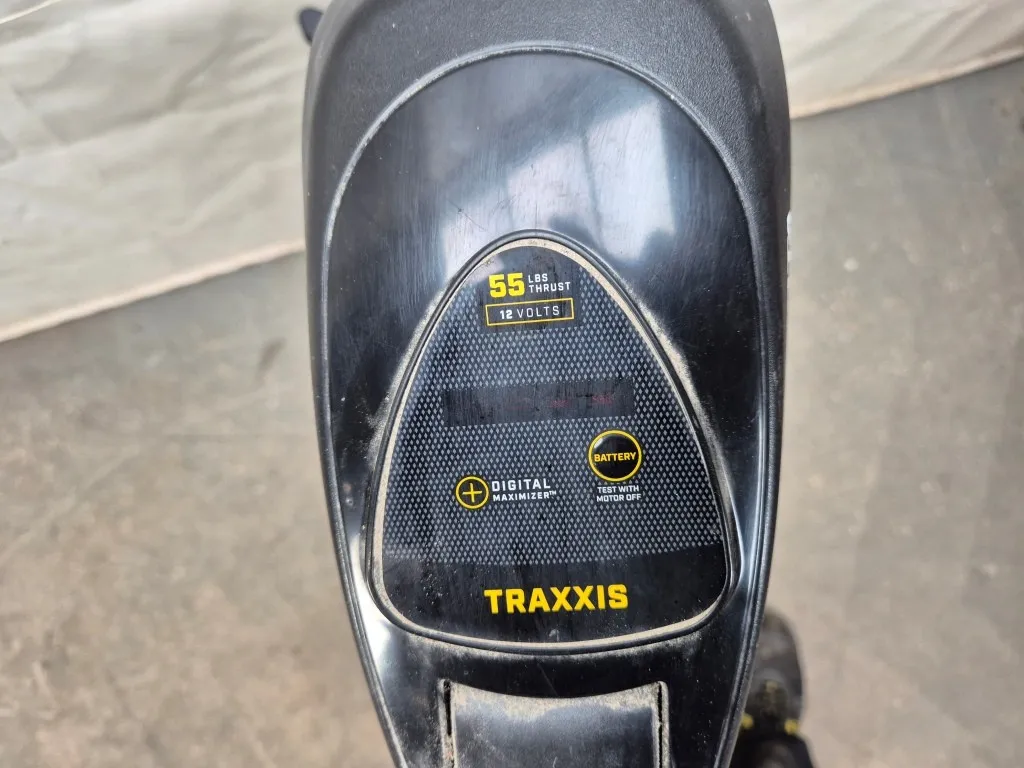 55 LBS THRUST
12 VOLTS
BATTERY
DIGITAL
MAXIMIZER™
TEST WITH
MOTOR OFF
TRAXXIS